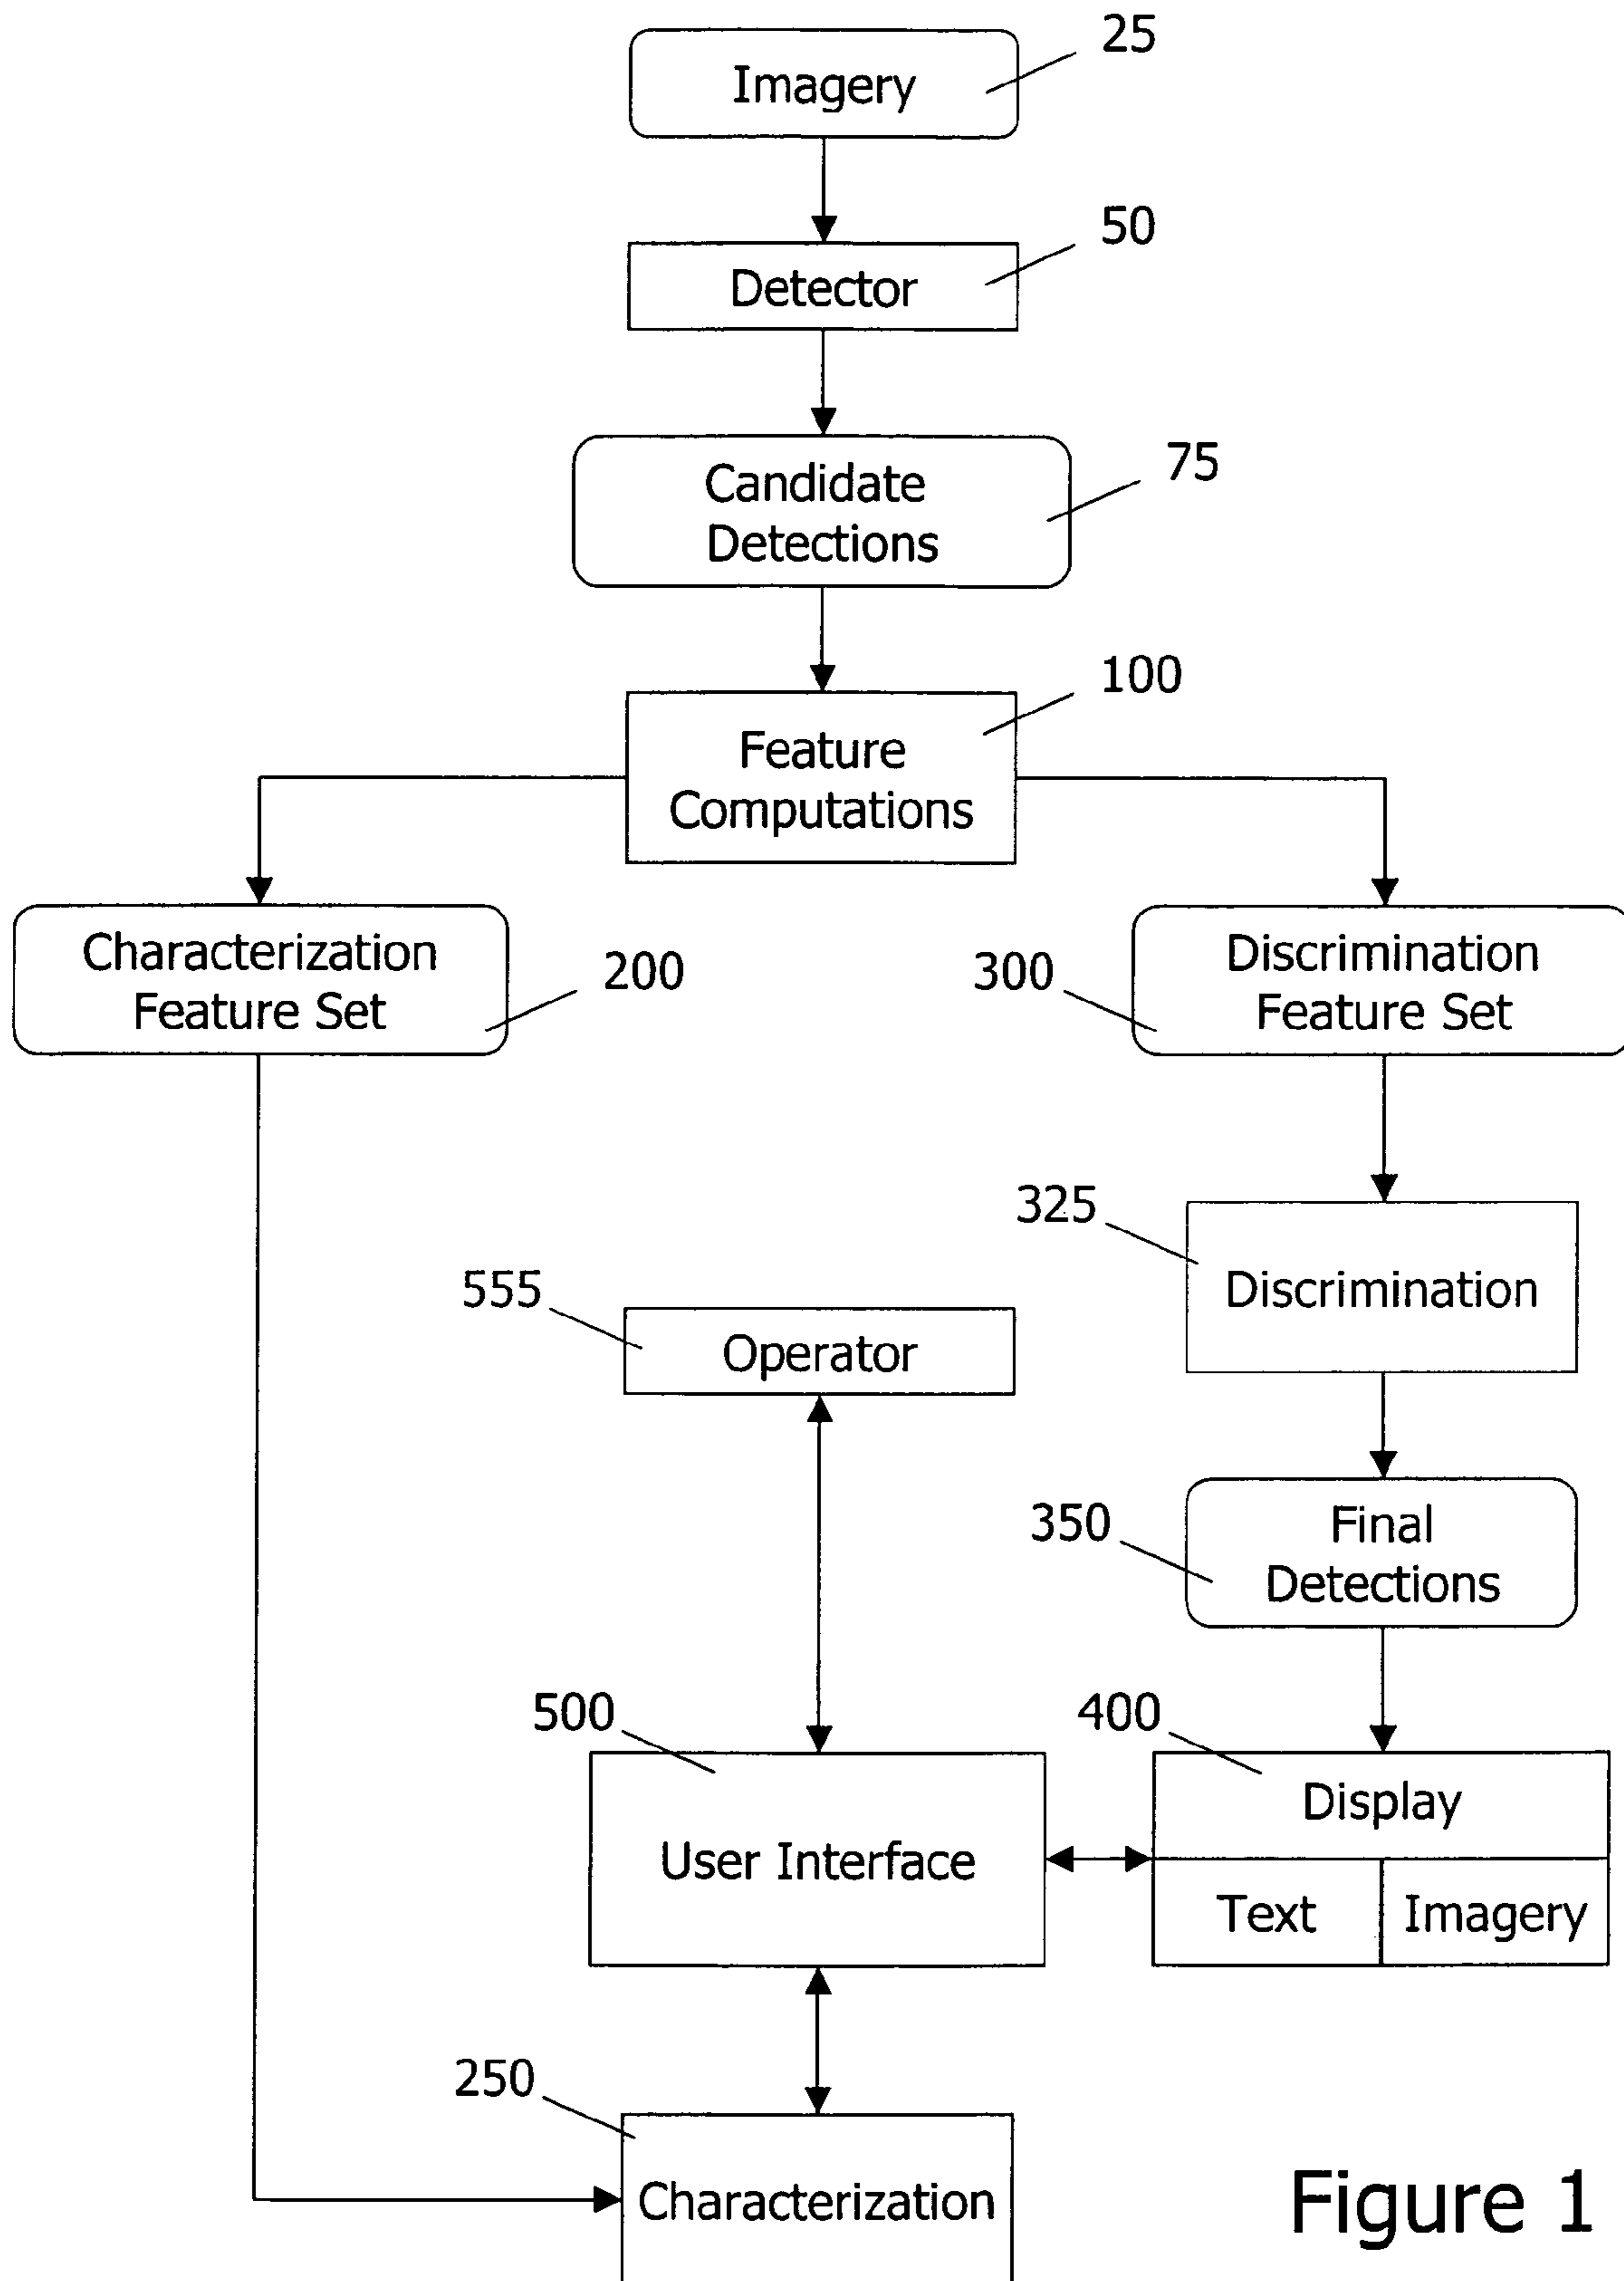 25
Imagery
50
Detector
75
Candidate
Detections
100
Feature
Computations
Characterization
Feature Set
200
300
Discrimination
Feature Set
325
Discrimination
555
Operator
350
Final
Detections
500
User Interface
400
Display
Text
Imagery
250
Characterization
Figure 1